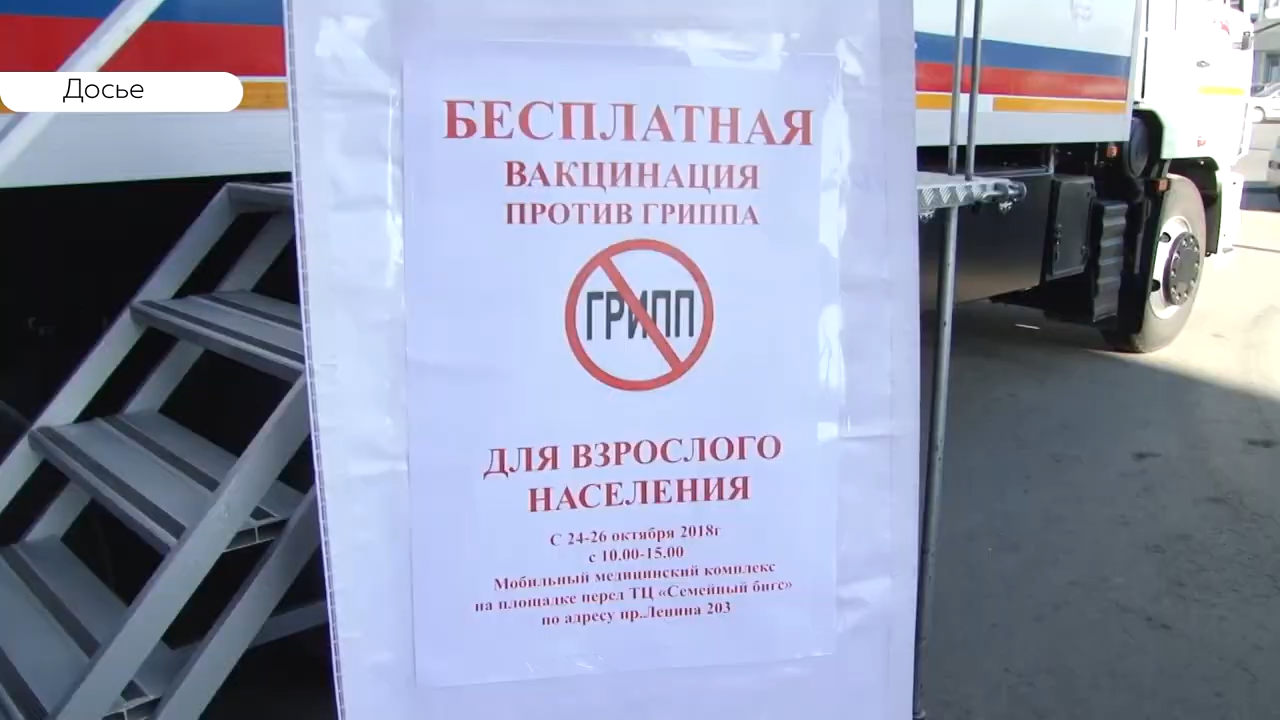 Досье
БЕСПЛАТНАЯ
ВАКЦИНАЦИЯ
ПРОТИВ ГРИППА
ГРИПП
ДЛЯ ВЗРОСЛОГО
НАСЕЛЕНИЯ
С 24-26 октября 2018г
с 10.00-15.00
Мобильный медицинский комплекс
на площадке перед ТЦ «Семейный бигс»
по адресу пр..Ленина 203